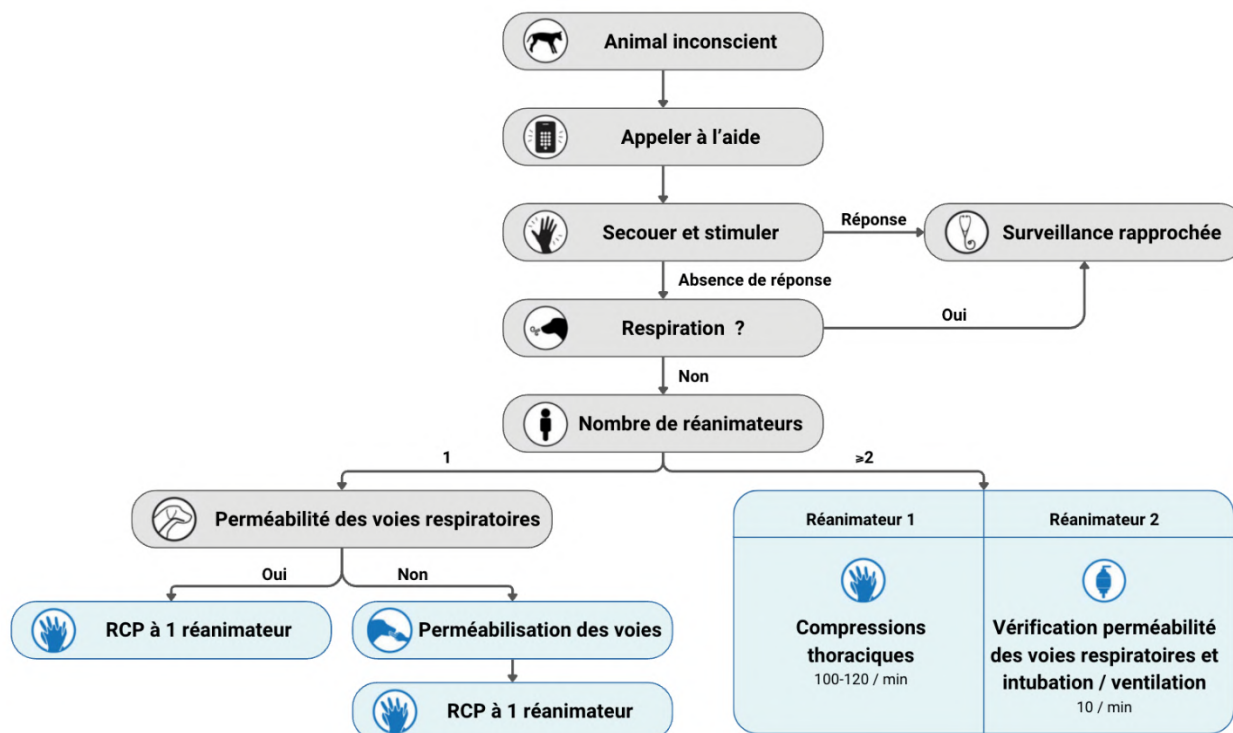 Animal inconscient
Appeler à l'aide
Secouer et stimuler
Réponse
Surveillance rapprochée
Absence de réponse
Respiration ?
Oui
Non
Nombre de réanimateurs
1
≥2
Perméabilité des voies respiratoires
Oui
Non
RCP à 1 réanimateur
Perméabilisation des voies
RCP à 1 réanimateur
Réanimateur 1
Compressions
thoraciques
100-120 / min
Réanimateur 2
Vérification perméabilité
des voies respiratoires et
intubation / ventilation
10 / min